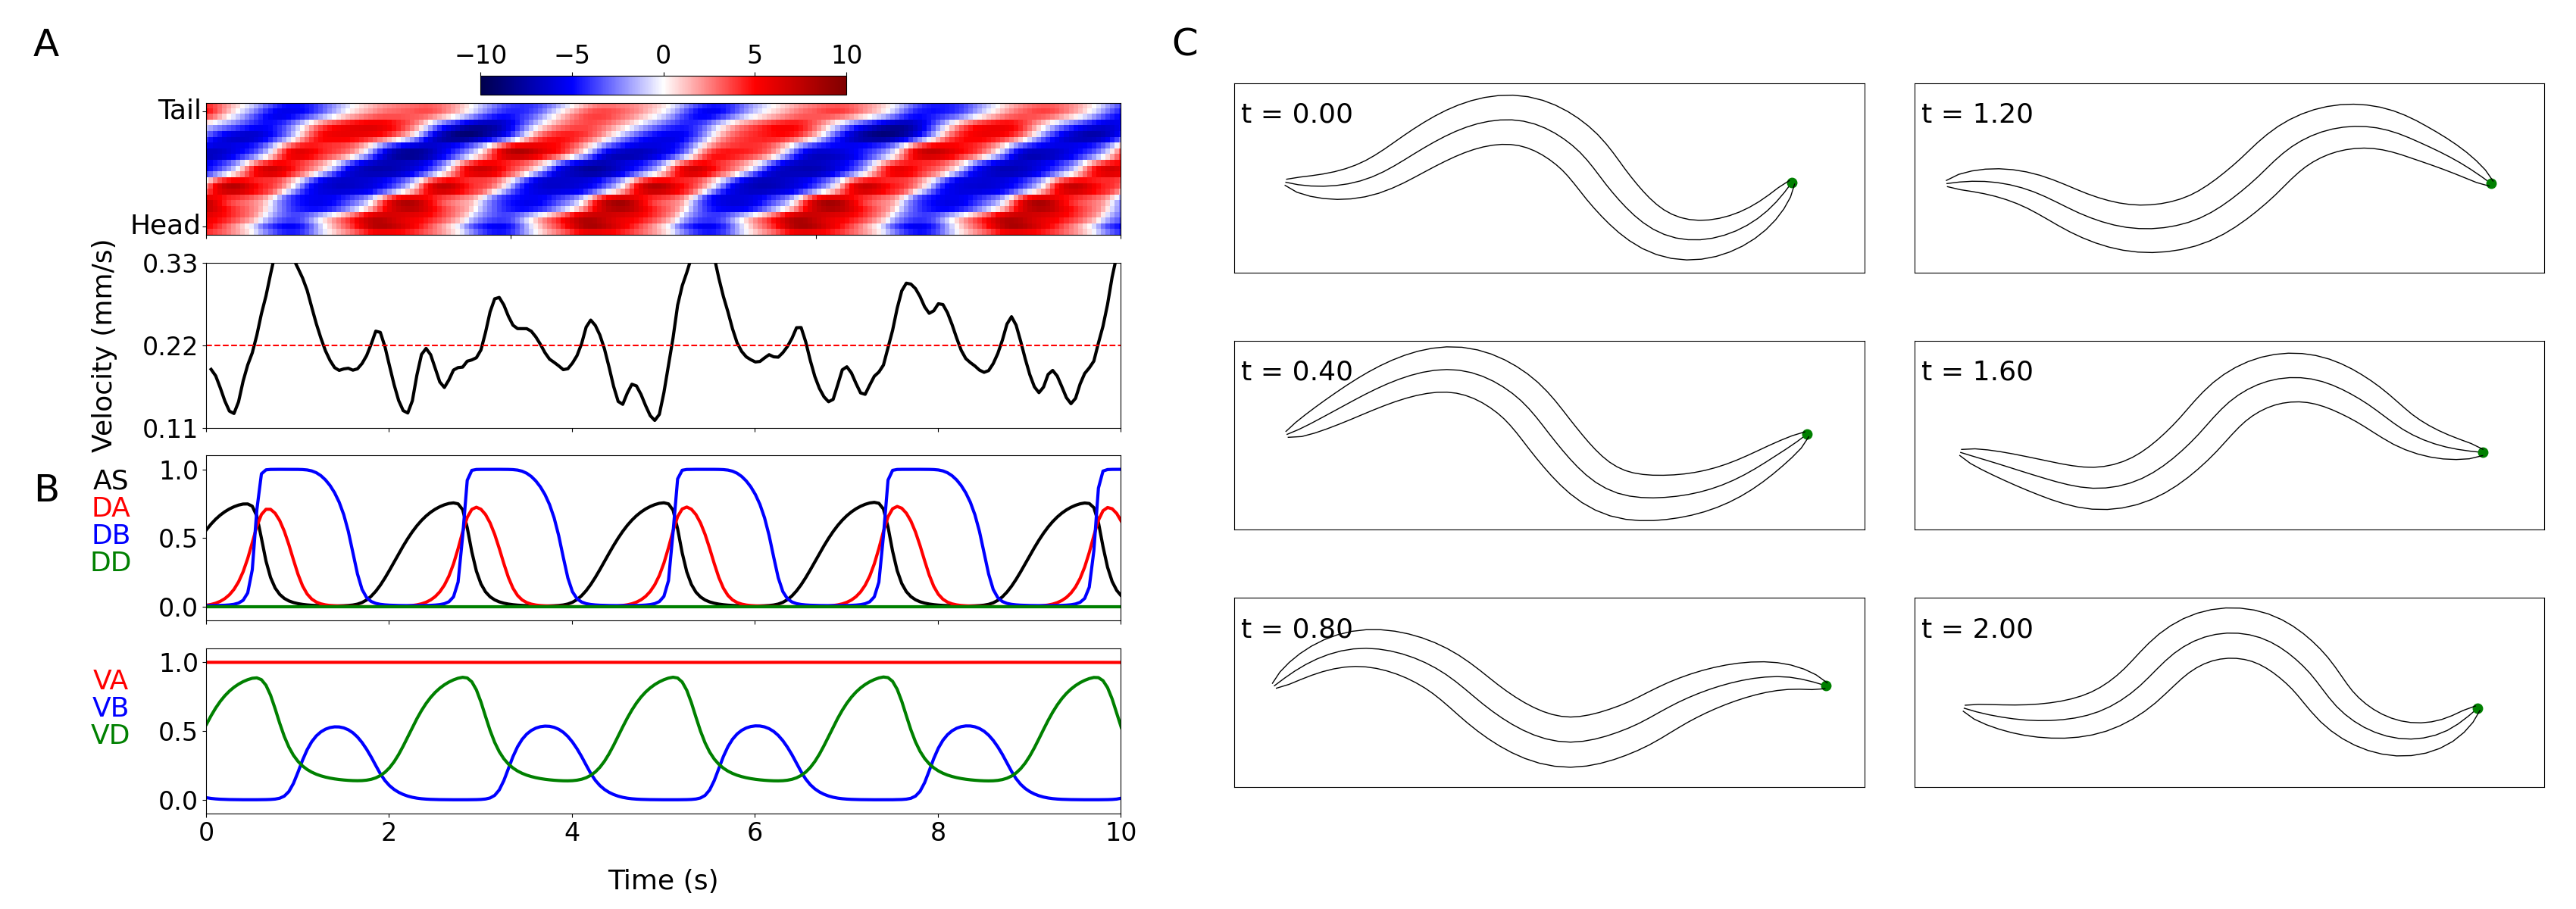 A
−10 −5 0 5 10
Tail
Head
Velocity (mm/s)
0.33
0.22
0.11
B
AS
DA
DB
DD
1.0
0.5
0.0
VA
VB
VD
1.0
0.5
0.0
0 2 4 6 8 10
Time (s)
C
t = 0.00
t = 1.20
t = 0.40
t = 1.60
t = 0.80
t = 2.00